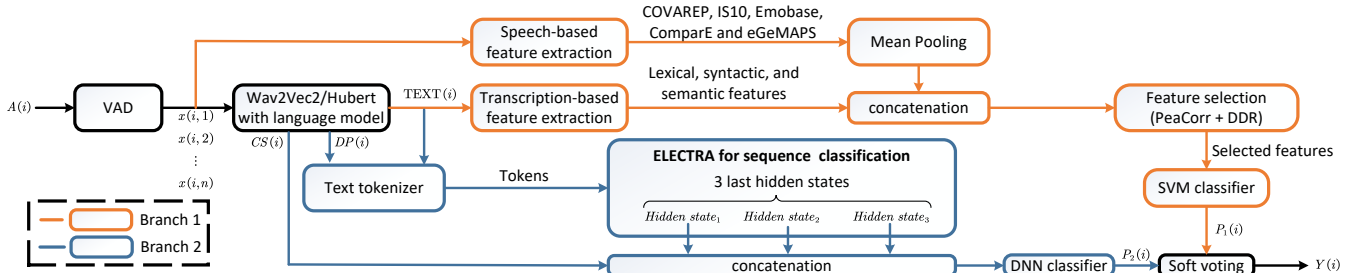 COVAREP, IS10, Emobase,
ComparE and eGeMAPS
Speech-based
feature extraction
Mean Pooling
A(i)
VAD
x(i,1)
x(i,2)
⋮
x(i,n)
Wav2Vec2/Hubert
with language model
TEXT(i)
Transcription-based
feature extraction
Lexical, syntactic, and
semantic features
concatenation
Feature selection
(PeaCorr + DDR)
Selected features
SVM classifier
P₁(i)
CS(i)
DP(i)
Text tokenizer
Tokens
ELECTRA for sequence classification
3 last hidden states
Hidden state₁ Hidden state₂ Hidden state₃
Branch 1
Branch 2
concatenation
DNN classifier
P₂(i)
Soft voting
Y(i)